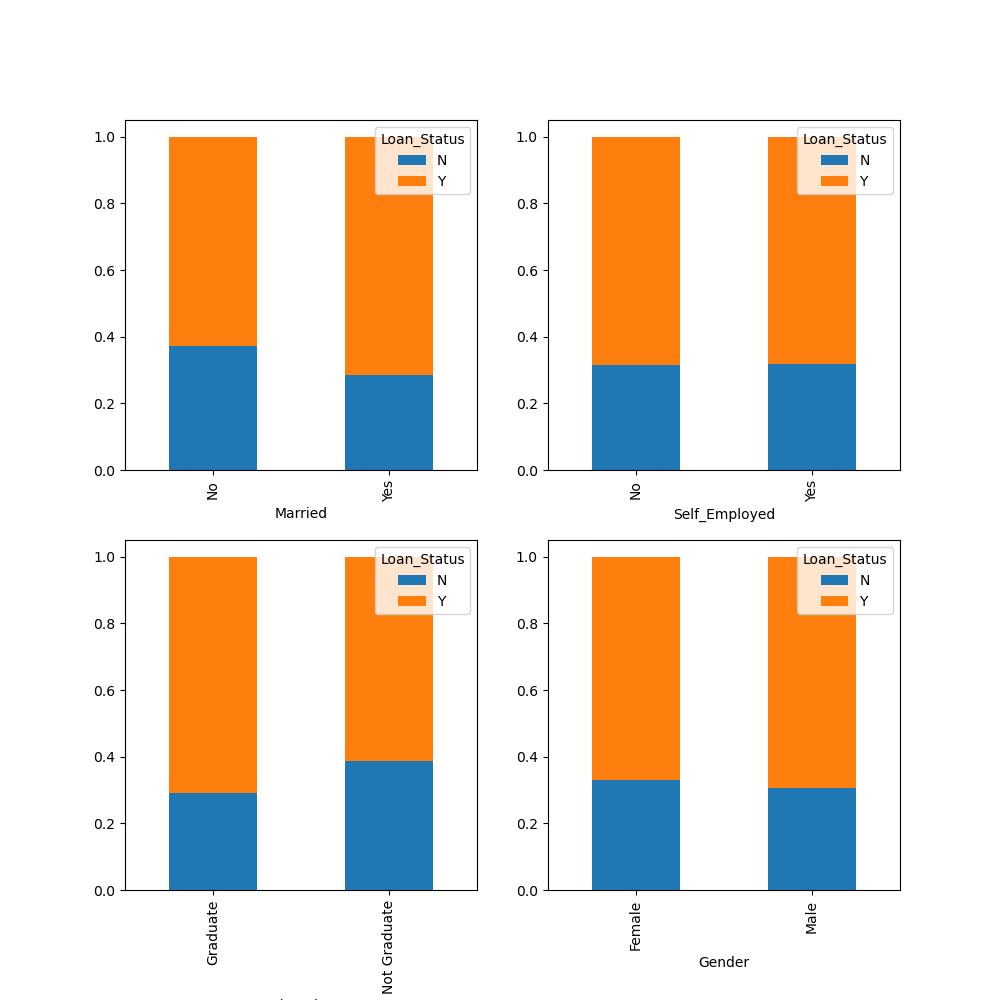 Loan_Status
N
Y
1.0
0.8
0.6
0.4
0.2
0.0
No
Yes
Married
Loan_Status
N
Y
1.0
0.8
0.6
0.4
0.2
0.0
No
Yes
Self_Employed
Loan_Status
N
Y
1.0
0.8
0.6
0.4
0.2
0.0
Graduate
Not Graduate
Loan_Status
N
Y
1.0
0.8
0.6
0.4
0.2
0.0
Female
Male
Gender